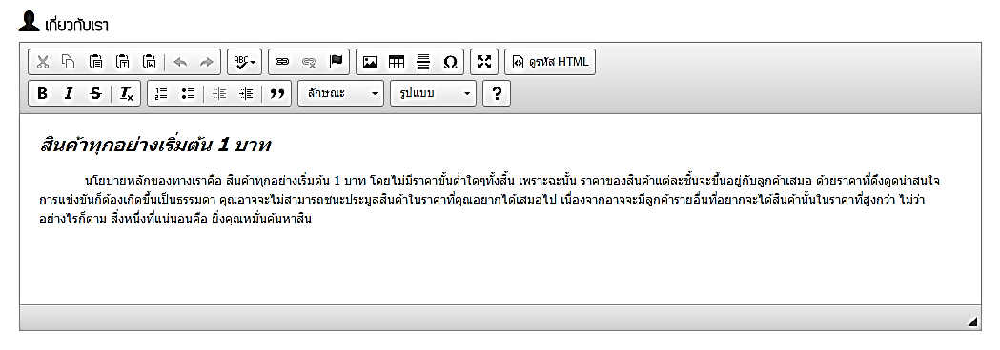 เกี่ยวกับเรา
ABC
ดูรหัส HTML
B I S Tx
ลักษณะ
รูปแบบ
?
สินค้าทุกอย่างเริ่มต้น 1 บาท
นโยบายหลักของทางเราคือ สินค้าทุกอย่างเริ่มต้น 1 บาท โดยไม่มีราคาขั้นต่ำใดๆทั้งสิ้น เพราะฉะนั้น ราคาของสินค้าแต่ละชิ้นจะขึ้นอยู่กับลูกค้าเสมอ ด้วยราคาที่ดึงดูดน่าสนใจ
การแข่งขันก็ต้องเกิดขึ้นเป็นธรรมดา คุณอาจจะไม่สามารถชนะประมูลสินค้าในราคาที่คุณอยากได้เสมอไป เนื่องจากอาจจะมีลูกค้ารายอื่นที่อยากจะได้สินค้านั้นในราคาที่สูงกว่า ไม่ว่า
อย่างไรก็ตาม สิ่งหนึ่งที่แน่นอนคือ ยิ่งคุณหมั่นค้นหาสิน